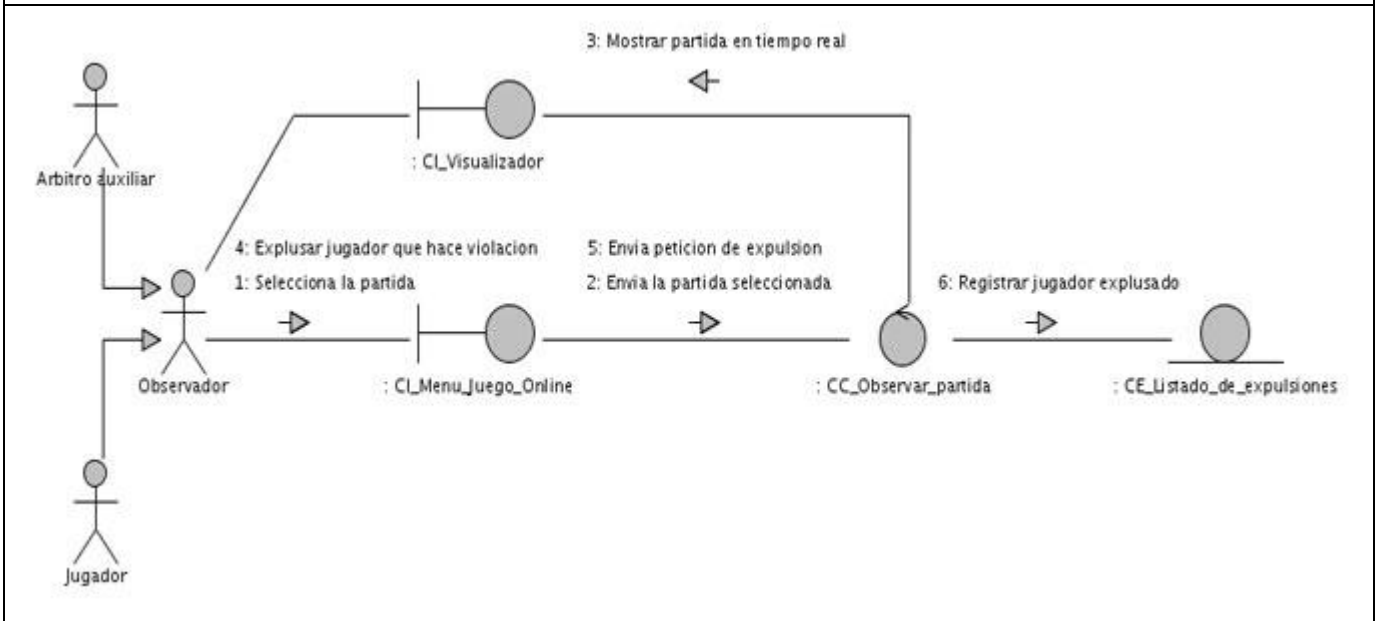 3: Mostrar partida en tiempo real
: CI_Visualizador
Arbitro auxiliar
4: Explusar jugador que hace violacion
1: Selecciona la partida
5: Envia peticion de expulsion
2: Envia la partida seleccionada
6: Registrar jugador explusado
Observador
: CI_Menu_Juego_Online
: CC_Observar_partida
: CE_Listado_de_expulsiones
Jugador